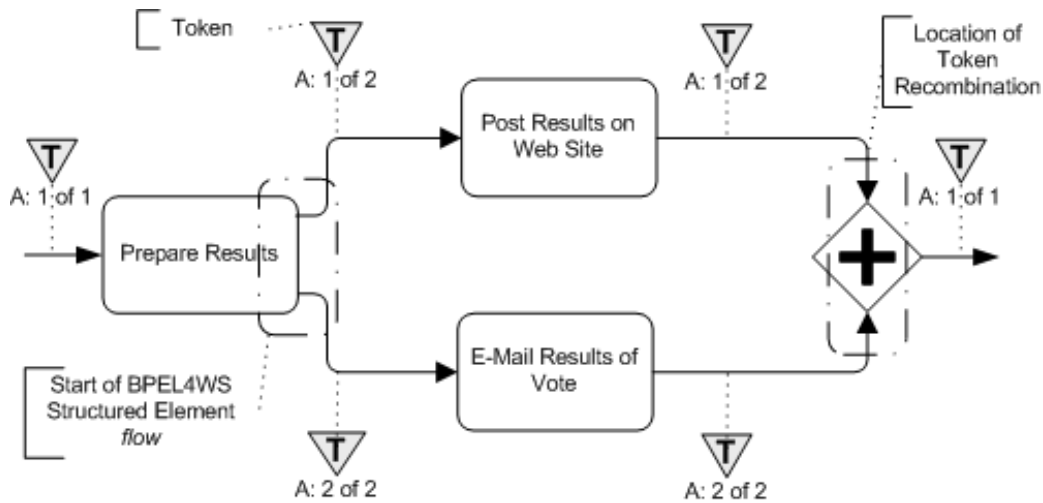 Token
T
A: 1 of 2
T
A: 1 of 2
Location of
Token
Recombination
T
A: 1 of 1
Post Results on
Web Site
T
A: 1 of 1
Prepare Results
E-Mail Results of
Vote
Start of BPEL4WS
Structured Element
flow
T
A: 2 of 2
T
A: 2 of 2